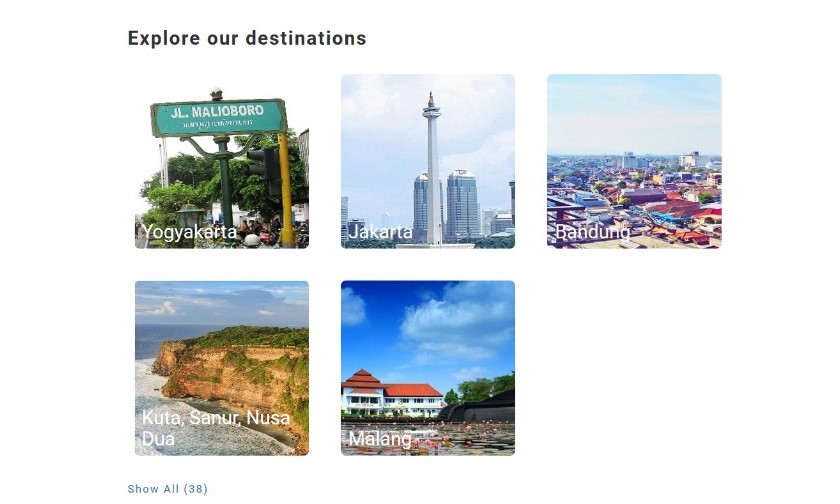 Explore our destinations
JL. MALIOBORO
Yogyakarta
Jakarta
Bandung
Kuta, Sanur, Nusa
Dua
Malang
Show All (38)